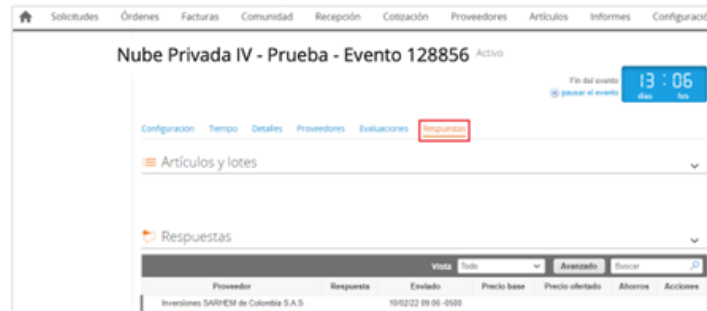 Solicitudes Órdenes Facturas Comunidad Recepción Cotización Proveedores Artículos Informes Configuració
Nube Privada IV - Prueba - Evento 128856 Activo
Fin del evento
pausar el evento
13 : 06
días hrs
Configuración Tiempo Detalles Proveedores Evaluaciones Respuestas
Artículos y lotes
Respuestas
Vista Todo Avanzado Buscar
Proveedor Respuesta Enviado Precio base Precio ofertado Ahorros Acciones
Inversiones SARHEM de Colombia S.A.S 10/02/22 09:06 -0500